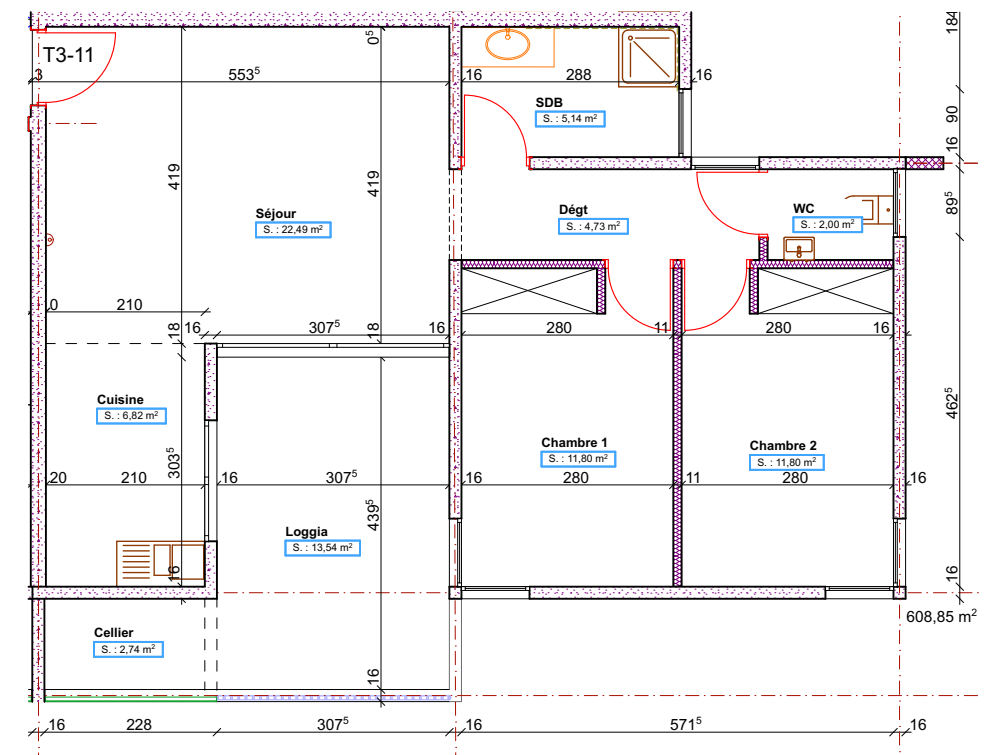 184
T3-11
0⁵
3
553⁵
16
288
16
SDB
S. : 5,14 m²
90
16
419
419
89⁵
Séjour
S. : 22,49 m²
Dégt
S. : 4,73 m²
WC
S. : 2,00 m²
0
210
18
16
307⁵
18
16
280
11
280
16
Cuisine
S. : 6,82 m²
462⁵
Chambre 1
S. : 11,80 m²
Chambre 2
S. : 11,80 m²
303⁵
20
210
16
307⁵
16
280
11
280
16
439⁵
Loggia
S. : 13,54 m²
16
16
608,85 m²
Cellier
S. : 2,74 m²
16
16
228
307⁵
16
571⁵
16